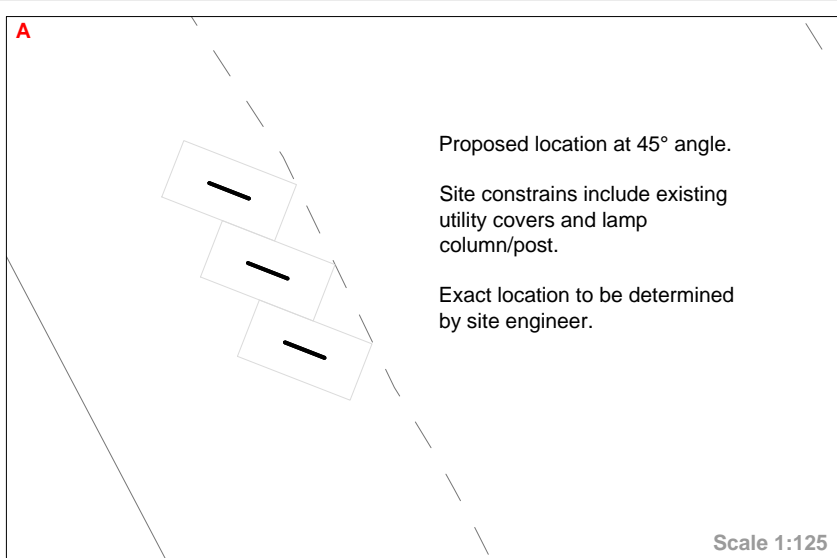 A
Proposed location at 45° angle.
Site constrains include existing
utility covers and lamp
column/post.
Exact location to be determined
by site engineer.
Scale 1:125